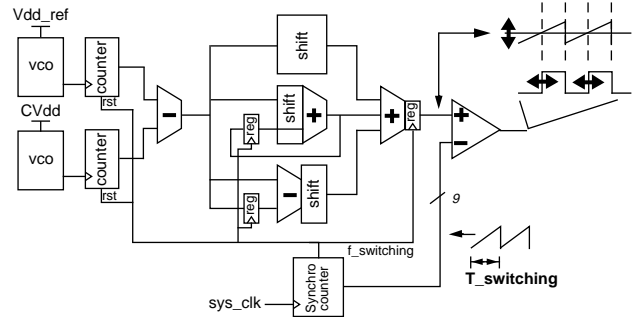 Vdd_ref
vco
counter
rst
CVdd
vco
counter
rst
−
shift
shift
+
reg
−
shift
reg
+
reg
+
−
9
f_switching
T_switching
sys_clk
Synchro
counter